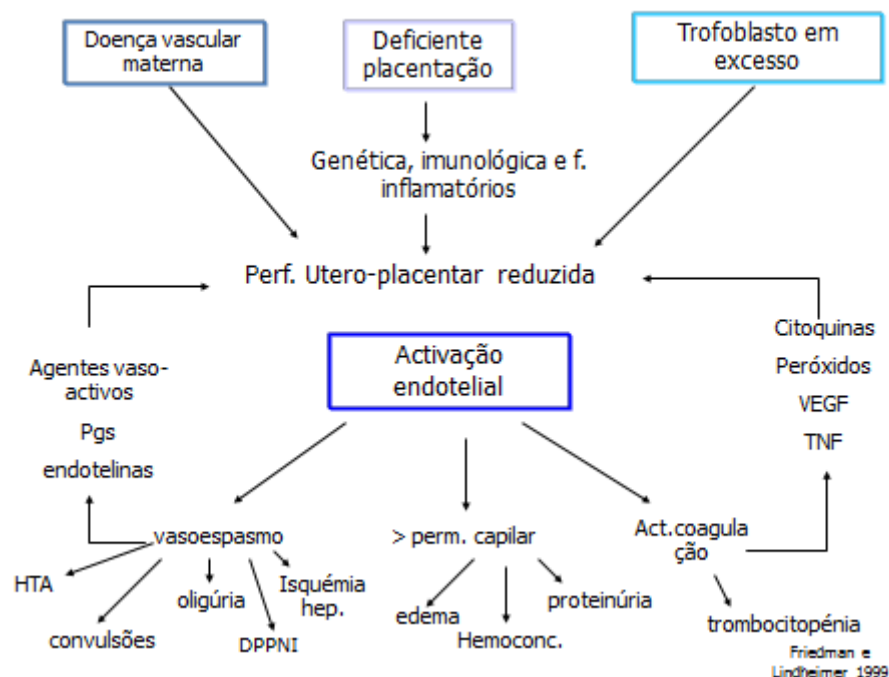 Doença vascular
materna
Deficiente
placentação
Trofoblasto em
excesso
Genética, imunológica e f.
inflamatórios
Perf. Utero-placentar reduzida
Agentes vaso-
activos
Pgs
endotelinas
Activação
endotelial
Citoquinas
Peróxidos
VEGF
TNF
vasoespasmo
> perm. capilar
Act.coagula
ção
HTA
convulsões
oligúria
DPPNI
Isquémia
hep.
edema
Hemoconc.
proteinúria
trombocitopénia
Friedman e
Lindheimer 1999